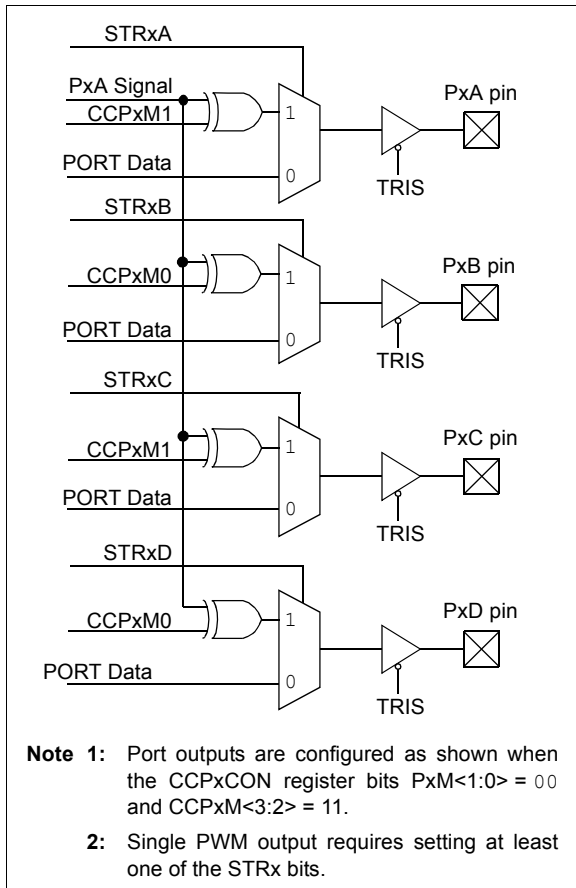 STRxA
PxA Signal
CCPxM1
1
PxA pin
PORT Data
0
TRIS
STRxB
CCPxM0
1
PxB pin
PORT Data
0
TRIS
STRxC
CCPxM1
1
PxC pin
PORT Data
0
TRIS
STRxD
CCPxM0
1
PxD pin
PORT Data
0
TRIS
Note 1: Port outputs are configured as shown when
the CCPxCON register bits PxM<1:0> = 00
and CCPxM<3:2> = 11.
2: Single PWM output requires setting at least
one of the STRx bits.